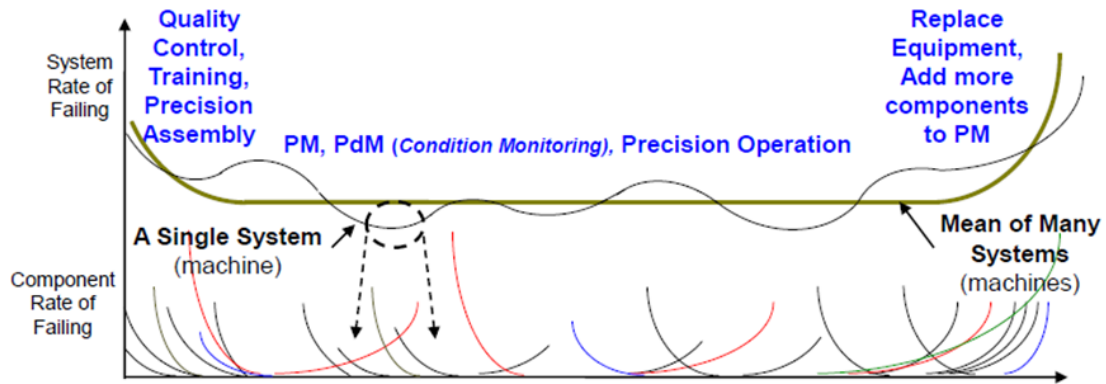 Quality
Control,
Training,
Precision
Assembly
Replace
Equipment,
Add more
components
to PM
System
Rate of
Failing
PM, PdM (Condition Monitoring), Precision Operation
A Single System
(machine)
Mean of Many
Systems
(machines)
Component
Rate of
Failing